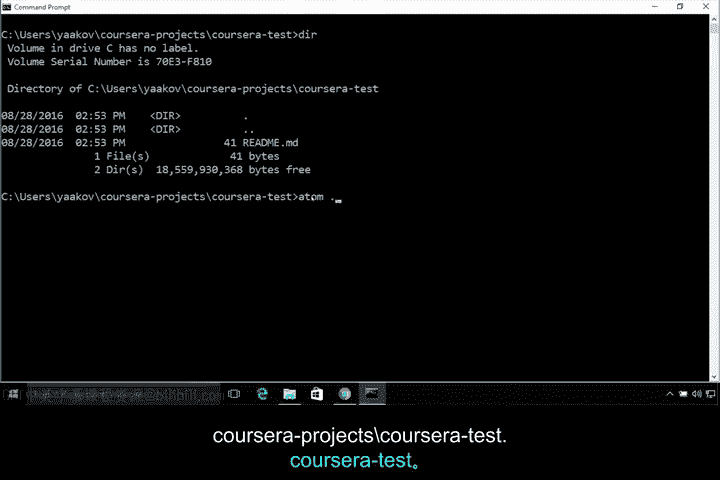 Command Prompt
C:\Users\yaakov\coursera-projects\coursera-test>dir
Volume in drive C has no label.
Volume Serial Number is 70E3-F810
Directory of C:\Users\yaakov\coursera-projects\coursera-test
08/28/2016 02:53 PM <DIR> .
08/28/2016 02:53 PM <DIR> ..
08/28/2016 02:53 PM 41 README.md
1 File(s) 41 bytes
2 Dir(s) 18,559,930,368 bytes free
C:\Users\yaakov\coursera-projects\coursera-test>atom ._
coursera-projects\coursera-test.
coursera-test。